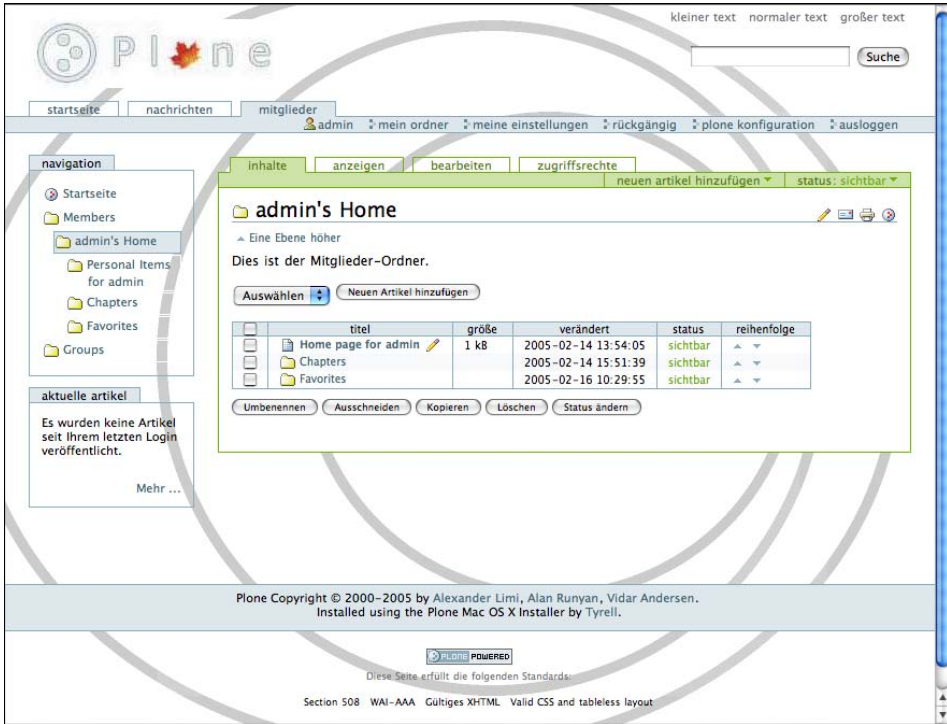 kleiner text normaler text großer text
Plone
Suche
startseite nachrichten mitglieder
admin mein ordner meine einstellungen rückgängig plone konfiguration ausloggen
navigation
Startseite
Members
admin's Home
Personal Items
for admin
Chapters
Favorites
Groups
aktuelle artikel
Es wurden keine Artikel
seit Ihrem letzten Login
veröffentlicht.
Mehr ...
inhalte anzeigen bearbeiten zugriffsrechte
neuen artikel hinzufügen status: sichtbar
admin's Home
Eine Ebene höher
Dies ist der Mitglieder-Ordner.
Auswählen Neuen Artikel hinzufügen
titel größe verändert status reihenfolge
Home page for admin 1 kB 2005-02-14 13:54:05 sichtbar
Chapters 2005-02-14 15:51:39 sichtbar
Favorites 2005-02-16 10:29:55 sichtbar
Umbenennen Ausschneiden Kopieren Löschen Status ändern
Plone Copyright © 2000-2005 by Alexander Limi, Alan Runyan, Vidar Andersen.
Installed using the Plone Mac OS X Installer by Tyrell.
PLONE POWERED
Diese Seite erfüllt die folgenden Standards:
Section 508 WAI-AAA Gültiges XHTML Valid CSS and tableless layout